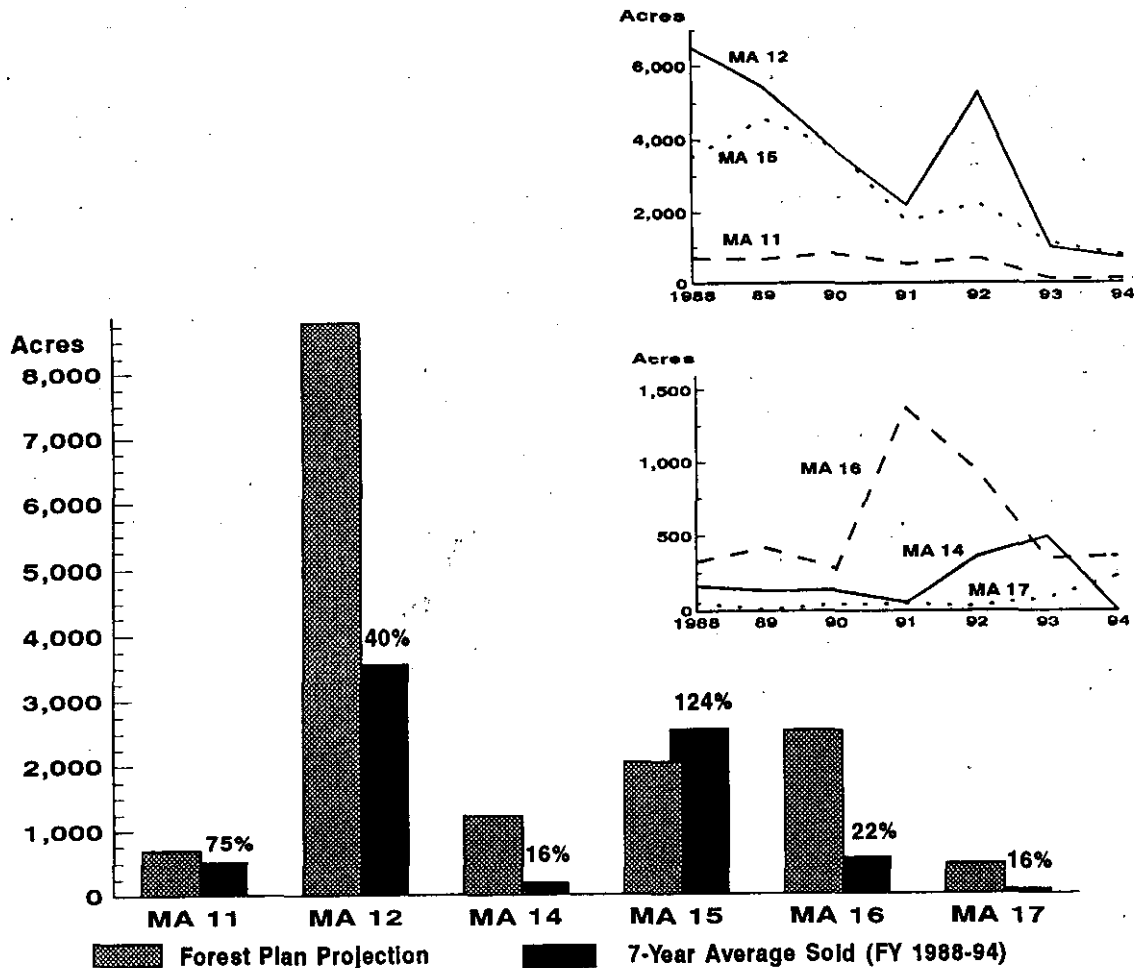 Acres
6,000
4,000
2,000
0
MA 12
MA 15
MA 11
1988 89 90 91 92 93 94
Acres
1,500
1,000
500
0
MA 16
MA 14
MA 17
1988 89 90 91 92 93 94
Acres
8,000
7,000
6,000
5,000
4,000
3,000
2,000
1,000
0
75%
40%
16%
124%
22%
16%
MA 11 MA 12 MA 14 MA 15 MA 16 MA 17
Forest Plan Projection 7-Year Average Sold (FY 1988-94)